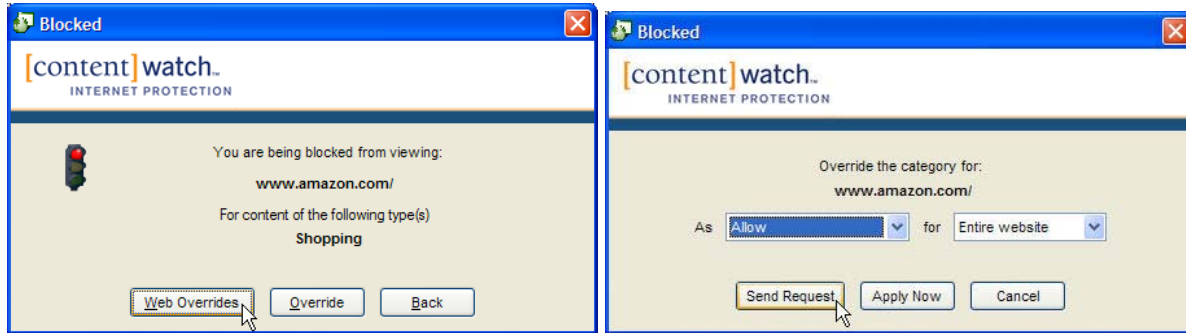 Blocked
[content] watch™
INTERNET PROTECTION
You are being blocked from viewing:
www.amazon.com/
For content of the following type(s)
Shopping
Web Overrides
Override
Back
Blocked
[content] watch™
INTERNET PROTECTION
Override the category for:
www.amazon.com/
As Allow for Entire website
Send Request
Apply Now
Cancel